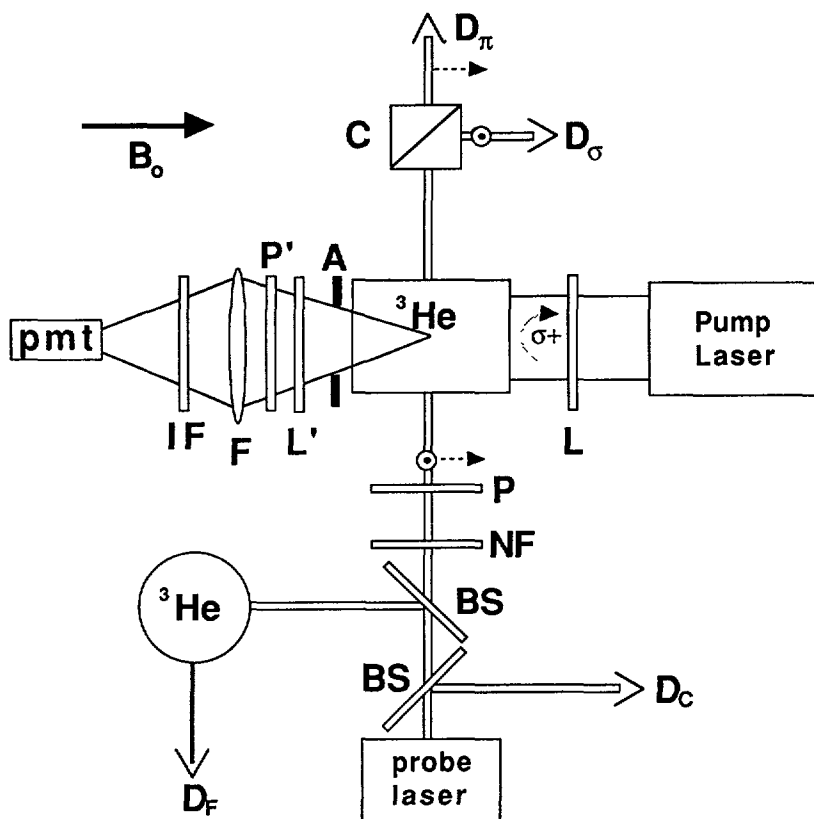 Dπ
C
Dσ
Bo
P'
A
³He
σ+
Pump
Laser
pmt
IF
F
L'
L
P
NF
³He
BS
BS
DC
probe
laser
DF